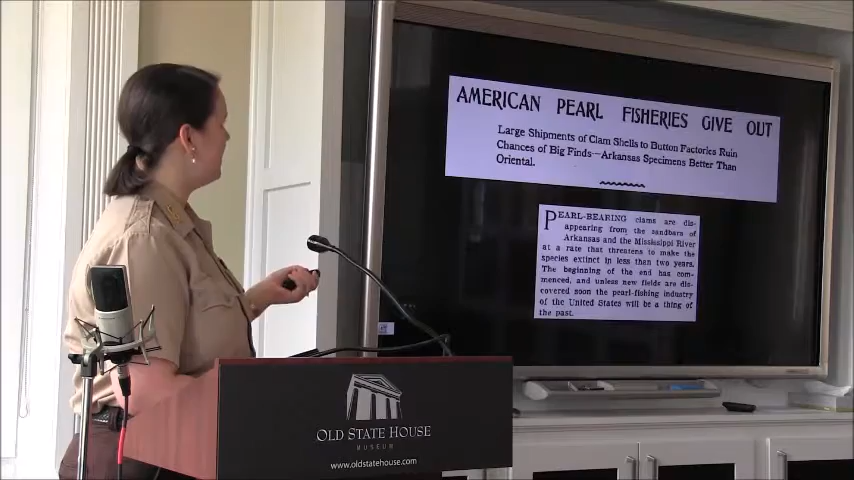 AMERICAN PEARL FISHERIES GIVE OUT
Large Shipments of Clam Shells to Button Factories Ruin
Chances of Big Finds—Arkansas Specimens Better Than
Oriental.
PEARL-BEARING clams are dis-
appearing from the sandbars of
Arkansas and the Mississippi River
at a rate that threatens to make the
species extinct in less than two years.
The beginning of the end has com-
menced, and unless new fields are dis-
covered soon the pearl-fishing industry
of the United States will be a thing of
the past.
OLD STATE HOUSE
MUSEUM
www.oldstatehouse.com